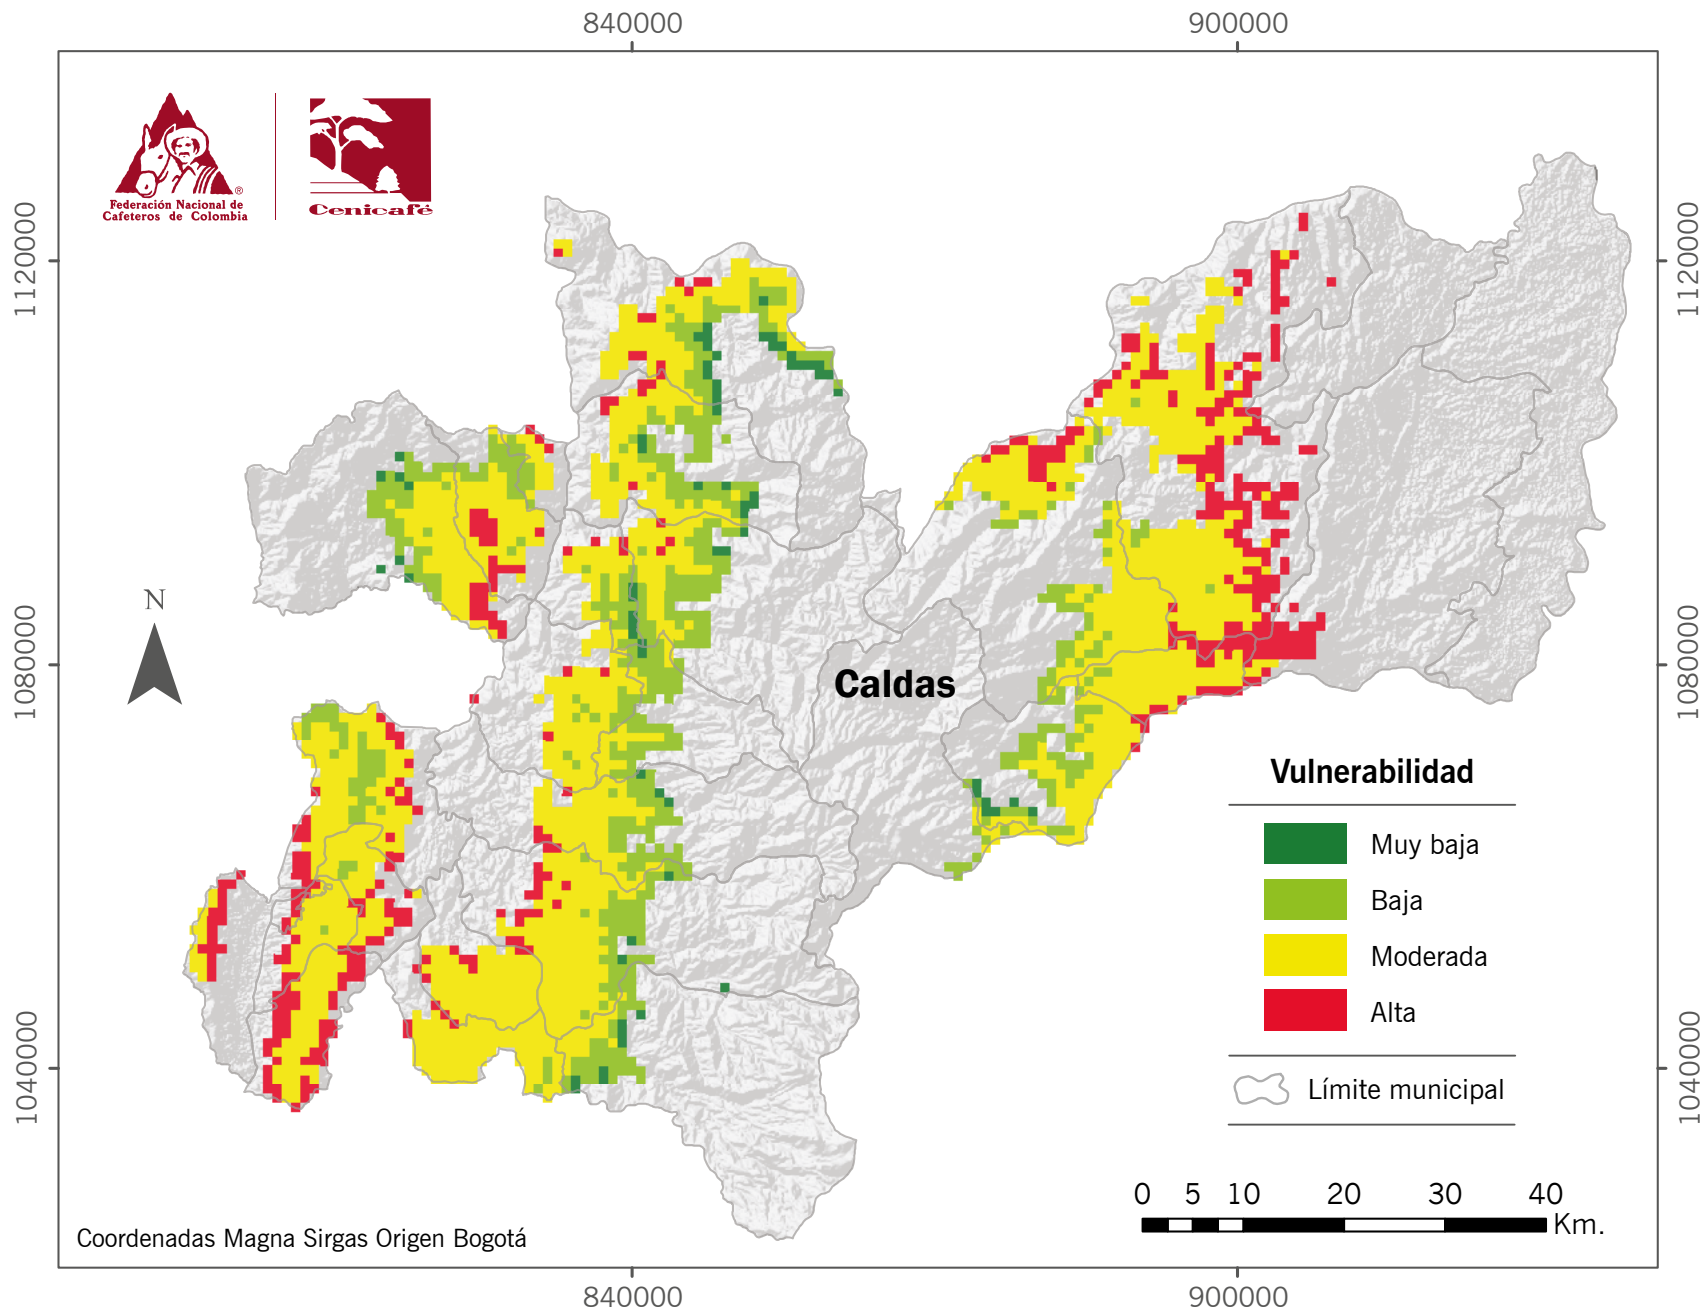 840000
900000
Federación Nacional de
Cafeteros de Colombia
®
Cenicafé
1120000
1120000
N
1080000
1080000
Caldas
Vulnerabilidad
Muy baja
Baja
Moderada
Alta
1040000
1040000
Límite municipal
0 5 10 20 30 40
Km.
Coordenadas Magna Sirgas Origen Bogotá
840000
900000